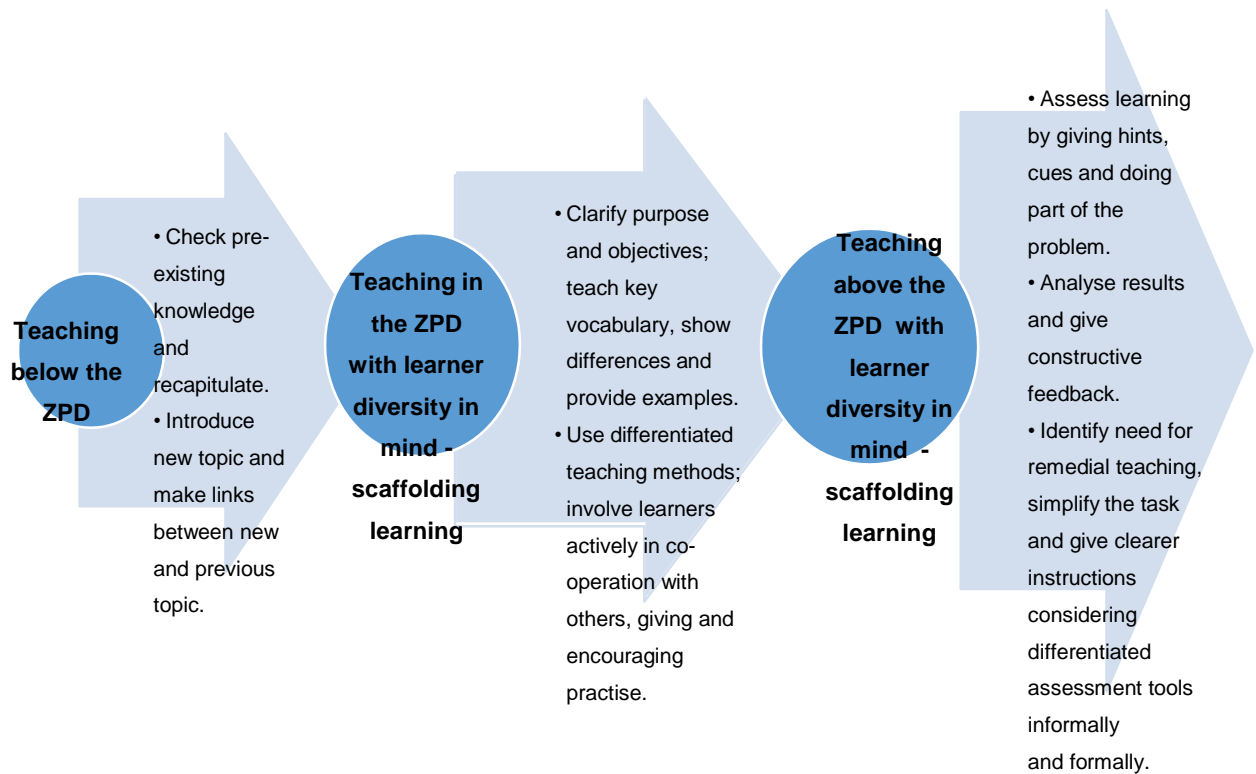 Teaching
below the
ZPD
• Check pre-
existing
knowledge
and
recapitulate.
• Introduce
new topic and
make links
between new
and previous
topic.
Teaching in
the ZPD
with learner
diversity in
mind -
scaffolding
learning
• Clarify purpose
and objectives;
teach key
vocabulary, show
differences and
provide examples.
• Use differentiated
teaching methods;
involve learners
actively in co-
operation with
others, giving and
encouraging
practise.
Teaching
above the
ZPD with
learner
diversity in
mind -
scaffolding
learning
• Assess learning
by giving hints,
cues and doing
part of the
problem.
• Analyse results
and give
constructive
feedback.
• Identify need for
remedial teaching,
simplify the task
and give clearer
instructions
considering
differentiated
assessment tools
informally
and formally.